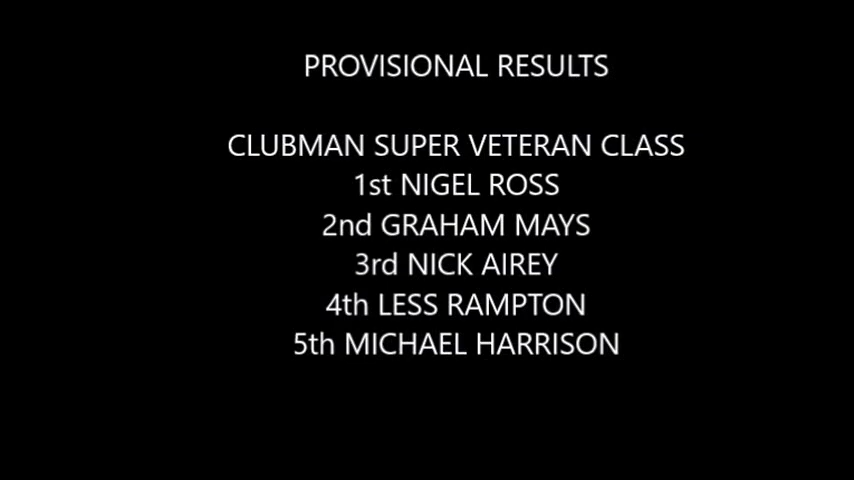 PROVISIONAL RESULTS
CLUBMAN SUPER VETERAN CLASS
1st NIGEL ROSS
2nd GRAHAM MAYS
3rd NICK AIREY
4th LESS RAMPTON
5th MICHAEL HARRISON